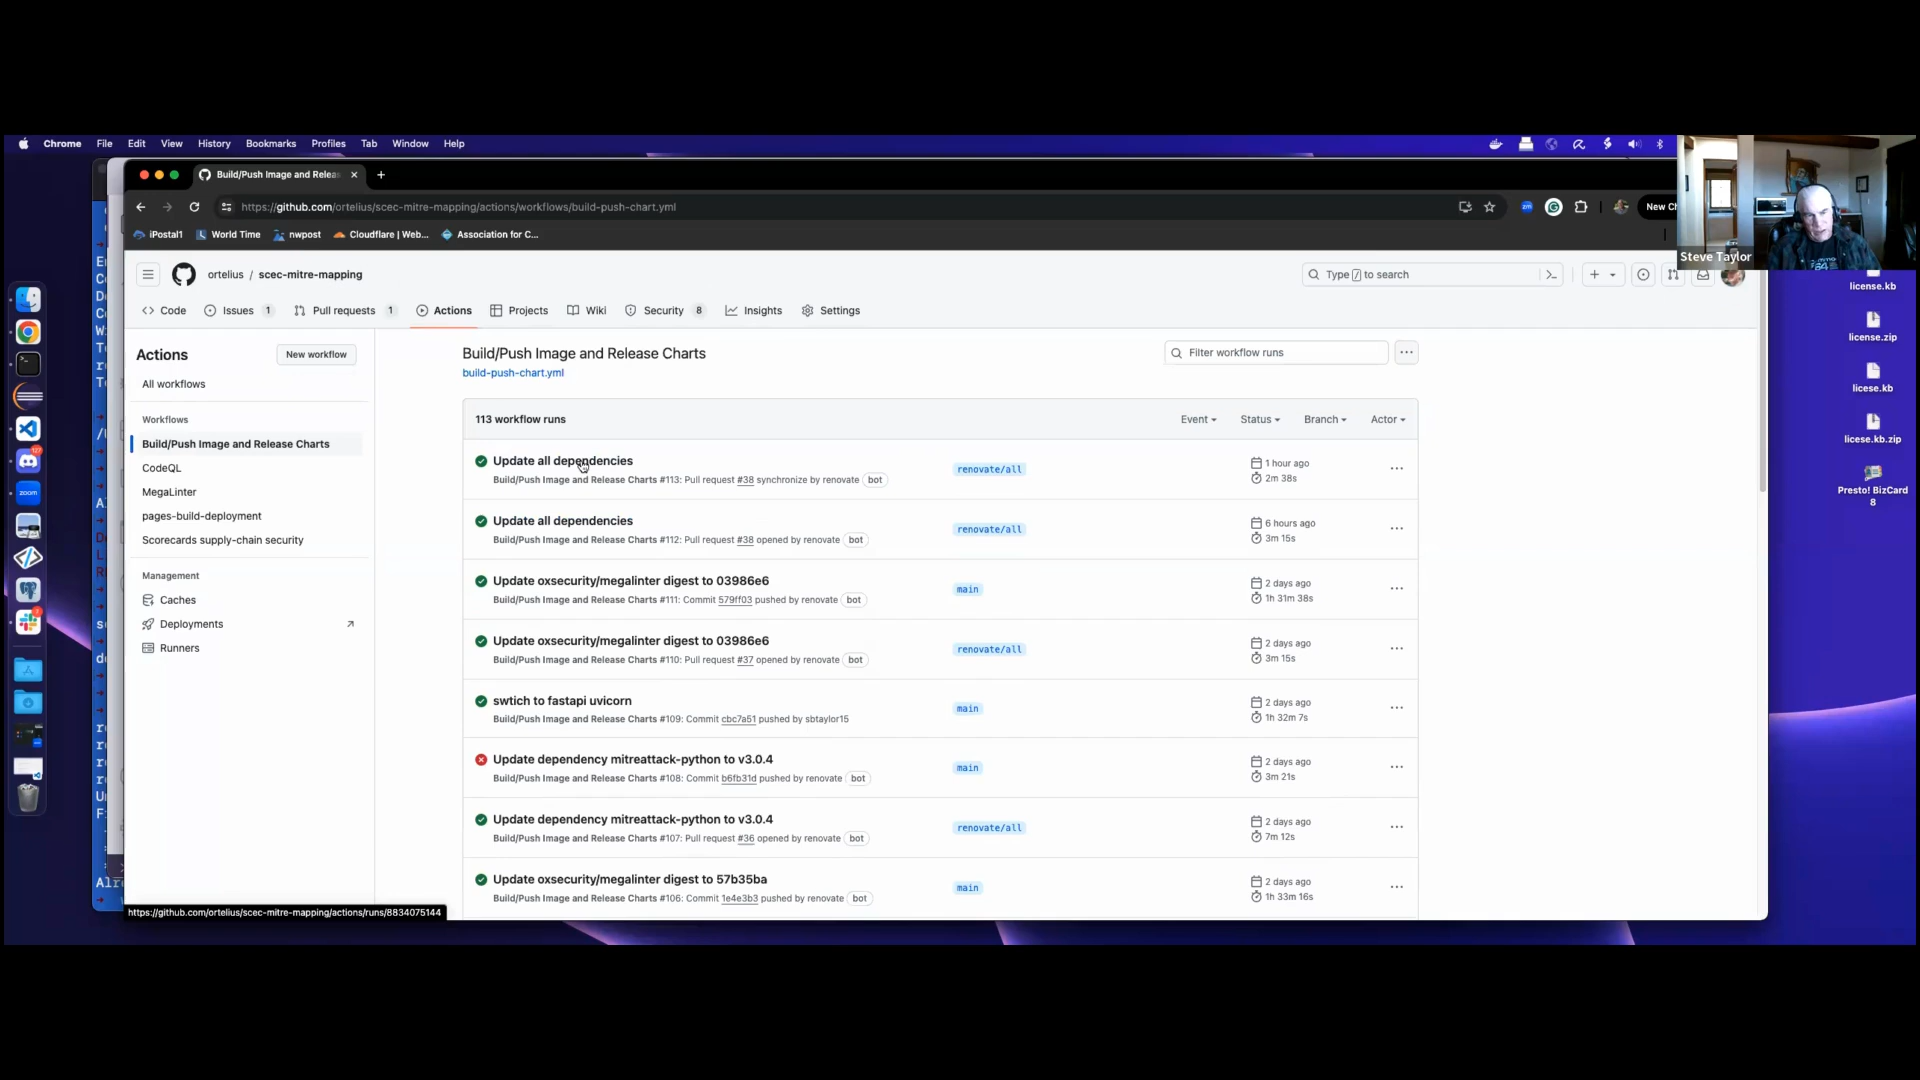 Chrome File Edit View History Bookmarks Profiles Tab Window Help
Build/Push Image and Relea
https://github.com/ortelius/scec-mitre-mapping/actions/workflows/build-push-chart.yml
New Ch
iPostal1 World Time nwpost Cloudflare | Web... Association for C...
Steve Taylor
ortelius / scec-mitre-mapping
Type / to search
Code Issues 1 Pull requests 1 Actions Projects Wiki Security 8 Insights Settings
Actions
New workflow
All workflows
Workflows
Build/Push Image and Release Charts
CodeQL
MegaLinter
pages-build-deployment
Scorecards supply-chain security
Management
Caches
Deployments
Runners
Build/Push Image and Release Charts
build-push-chart.yml
Filter workflow runs
113 workflow runs
Event Status Branch Actor
Update all dependencies
Build/Push Image and Release Charts #113: Pull request #38 synchronize by renovate bot
renovate/all
1 hour ago
2m 38s
Update all dependencies
Build/Push Image and Release Charts #112: Pull request #38 opened by renovate bot
renovate/all
6 hours ago
3m 15s
Update oxsecurity/megalinter digest to 03986e6
Build/Push Image and Release Charts #111: Commit 579ff03 pushed by renovate bot
main
2 days ago
1h 31m 38s
Update oxsecurity/megalinter digest to 03986e6
Build/Push Image and Release Charts #110: Pull request #37 opened by renovate bot
renovate/all
2 days ago
3m 15s
swtich to fastapi uvicorn
Build/Push Image and Release Charts #109: Commit cbc7a51 pushed by sbtaylor15
main
2 days ago
1h 32m 7s
Update dependency mitreattack-python to v3.0.4
Build/Push Image and Release Charts #108: Commit b6fb31d pushed by renovate bot
main
2 days ago
3m 21s
Update dependency mitreattack-python to v3.0.4
Build/Push Image and Release Charts #107: Pull request #36 opened by renovate bot
renovate/all
2 days ago
7m 12s
Update oxsecurity/megalinter digest to 57b35ba
Build/Push Image and Release Charts #106: Commit 1e4e3b3 pushed by renovate bot
main
2 days ago
1h 33m 16s
https://github.com/ortelius/scec-mitre-mapping/actions/runs/8834075144
license.kb
license.zip
licese.kb
licese.kb.zip
Presto! BizCard
8
zoom